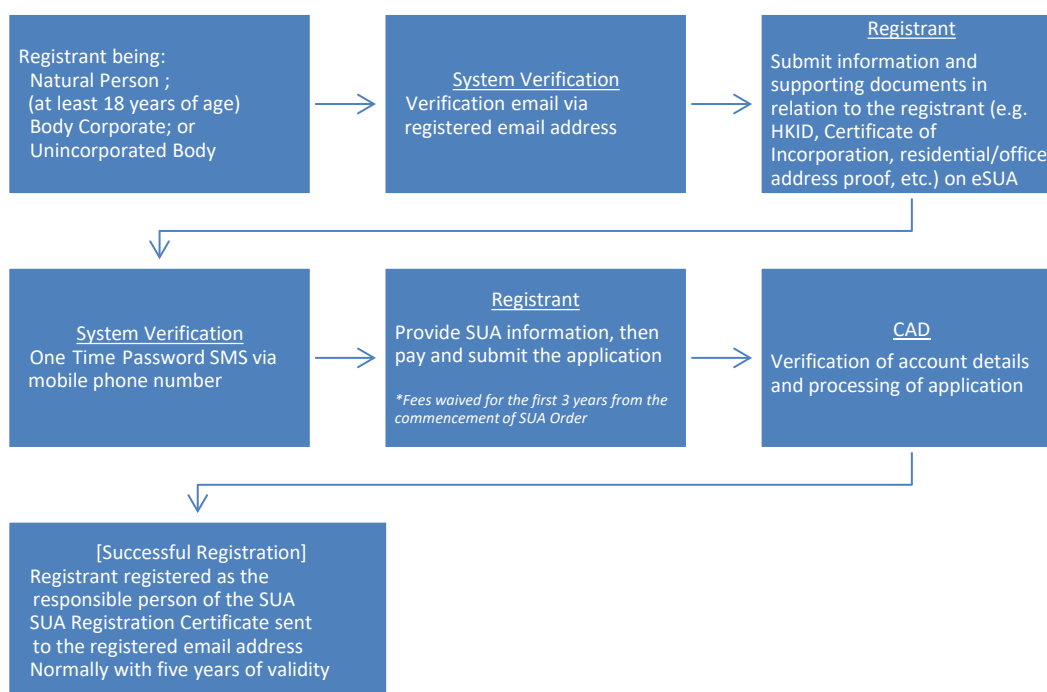 Registrant being:
Natural Person ;
(at least 18 years of age)
Body Corporate; or
Unincorporated Body
System Verification
Verification email via
registered email address
Registrant
Submit information and
supporting documents in
relation to the registrant (e.g.
HKID, Certificate of
Incorporation, residential/office
address proof, etc.) on eSUA
System Verification
One Time Password SMS via
mobile phone number
Registrant
Provide SUA information, then
pay and submit the application
*Fees waived for the first 3 years from the
commencement of SUA Order
CAD
Verification of account details
and processing of application
[Successful Registration]
Registrant registered as the
responsible person of the SUA
SUA Registration Certificate sent
to the registered email address
Normally with five years of validity